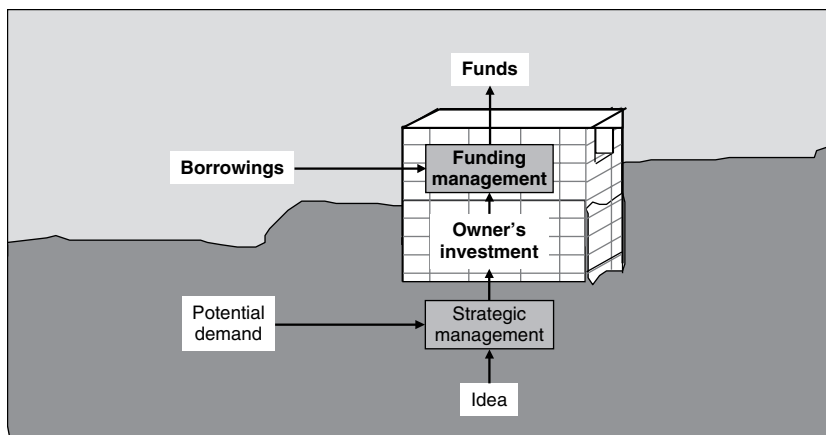 Funds
Borrowings
Funding
management
Owner's
investment
Potential
demand
Strategic
management
Idea